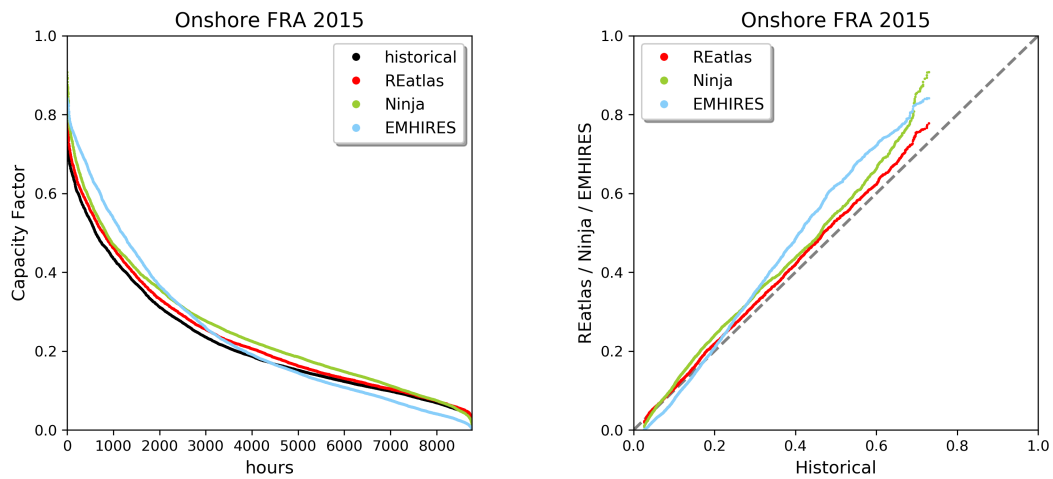 Onshore FRA 2015
1.0
0.8
0.6
0.4
0.2
0.0
Capacity Factor
historical
REatlas
Ninja
EMHIRES
0 1000 2000 3000 4000 5000 6000 7000 8000
hours
Onshore FRA 2015
1.0
0.8
0.6
0.4
0.2
0.0
REatlas / Ninja / EMHIRES
REatlas
Ninja
EMHIRES
0.0 0.2 0.4 0.6 0.8 1.0
Historical